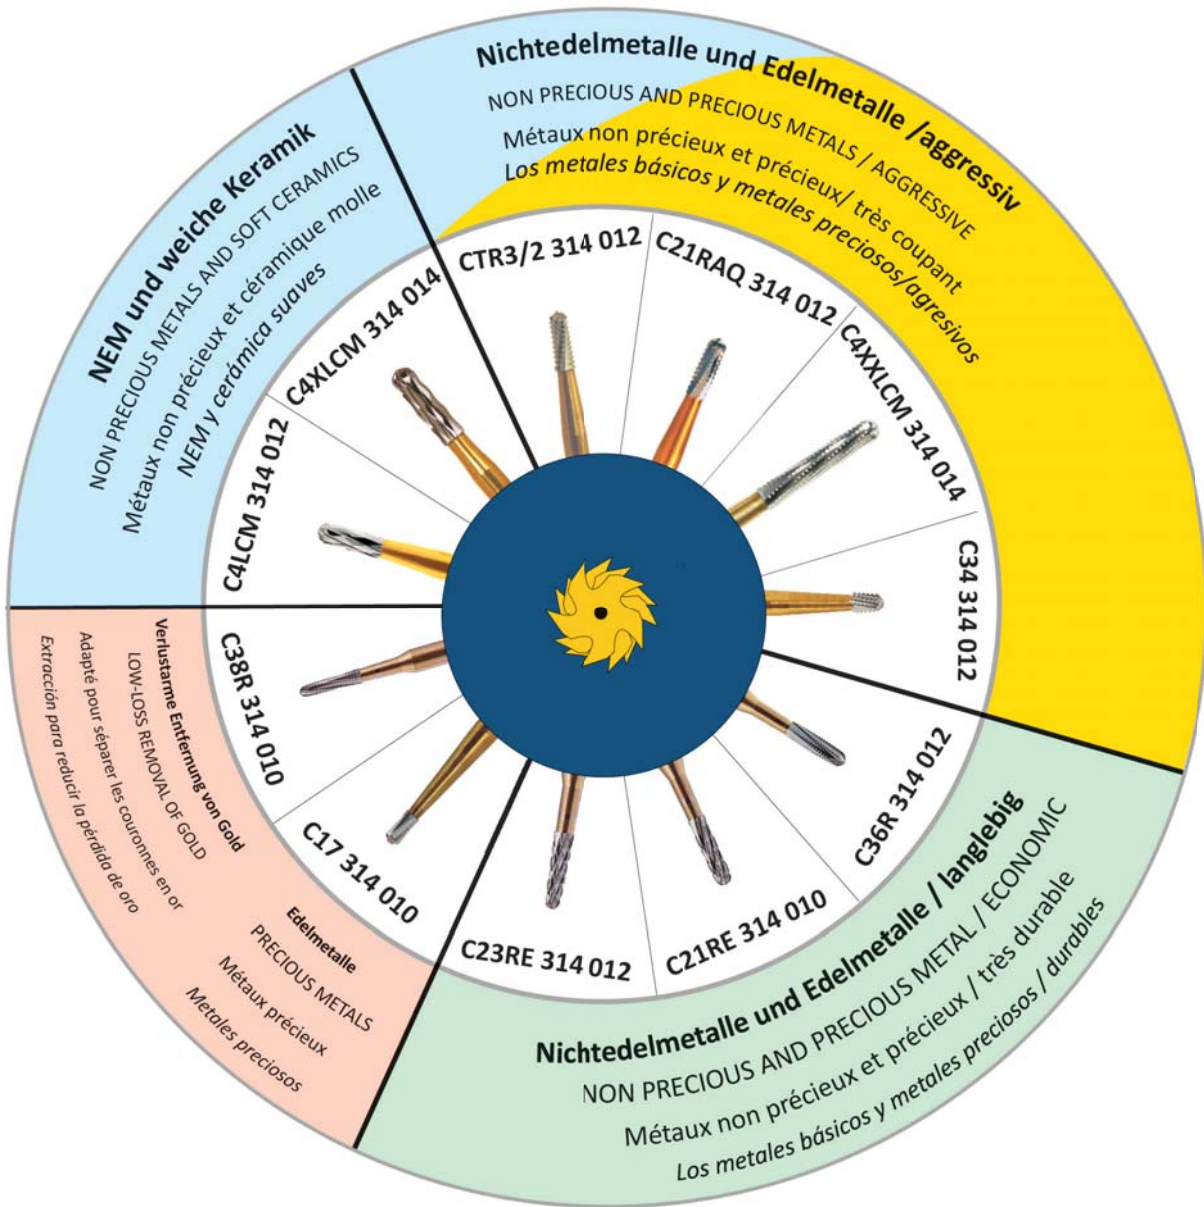 Nichtedelmetalle und Edelmetalle /aggressiv
NON PRECIOUS AND PRECIOUS METALS / AGGRESSIVE
Métaux non précieux et précieux/ très coupant
Los metales básicos y metales preciosos/agresivos
CTR3/2 314 012
C21RAQ 314 012
C4XXLCM 314 014
C34 314 012
Nichtedelmetalle und Edelmetalle / langlebig
NON PRECIOUS AND PRECIOUS METAL / ECONOMIC
Métaux non précieux et précieux / très durable
Los metales básicos y metales preciosos / durables
C36R 314 012
C21RE 314 010
C23RE 314 012
Edelmetalle
PRECIOUS METALS
Métaux précieux
Metales preciosos
C17 314 010
Verlustarme Entfernung von Gold
LOW-LOSS REMOVAL OF GOLD
Adapté pour séparer les couronnes en or
Extracción para reducir la pérdida de oro
C38R 314 010
NEM und weiche Keramik
NON PRECIOUS METALS AND SOFT CERAMICS
Métaux non précieux et céramique molle
NEM y cerámica suaves
C4LCM 314 012
C4XLCM 314 014